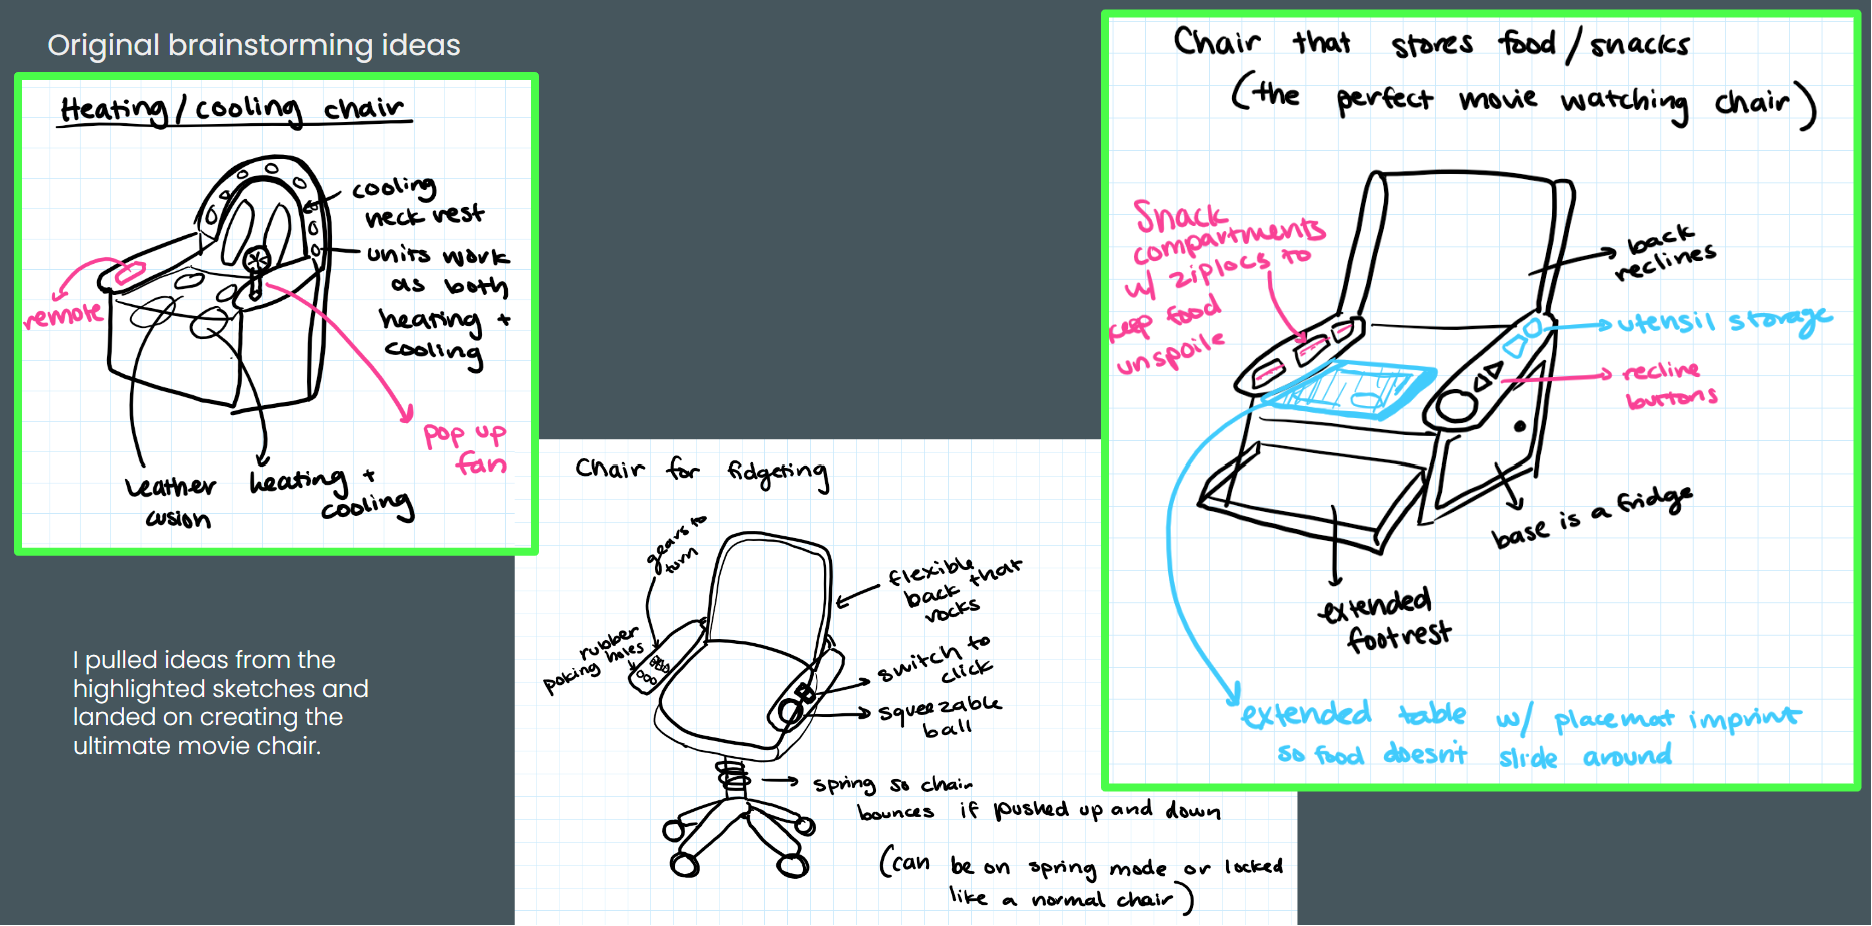 Original brainstorming ideas
Heating/cooling chair
cooling
neck rest
units work
as both
heating +
cooling
remote
pop up
fan
Leather
cusion
heating +
cooling
I pulled ideas from the
highlighted sketches and
landed on creating the
ultimate movie chair.
Chair for fidgeting
gears to
turn
rubber
poking holes
flexible
back that
rocks
switch to
click
squeezable
ball
spring so chair
bounces if pushed up and down
(can be on spring mode or locked
like a normal chair)
Chair that stores food/snacks
(the perfect movie watching chair)
Snack
compartments
w/ ziplocs to
keep food
unspoile
back
reclines
utensil storage
recline
buttons
base is a fridge
extended
footrest
extended table w/ placemat imprint
so food doesn't slide around